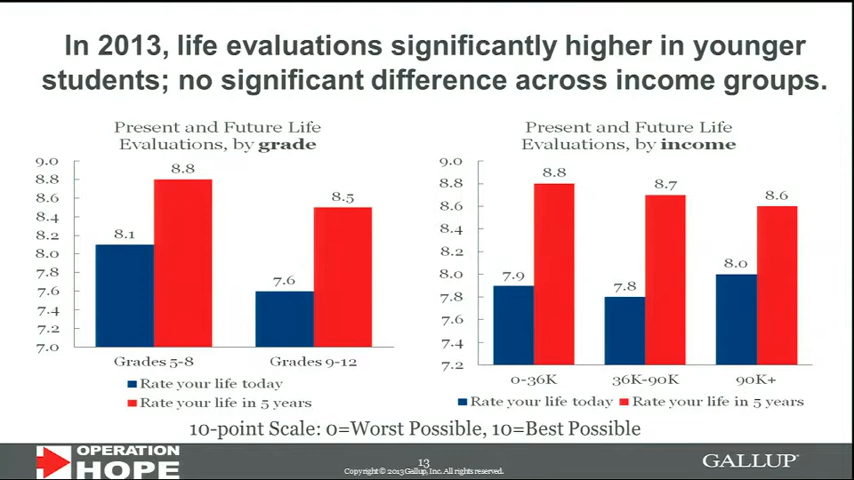 In 2013, life evaluations significantly higher in younger
students; no significant difference across income groups.
Present and Future Life
Evaluations, by grade
9.0
8.8
8.6
8.4
8.2
8.0
7.8
7.6
7.4
7.2
7.0
8.1
8.8
7.6
8.5
Grades 5-8
Grades 9-12
Rate your life today
Rate your life in 5 years
Present and Future Life
Evaluations, by income
9.0
8.8
8.6
8.4
8.2
8.0
7.8
7.6
7.4
7.2
7.9
8.8
7.8
8.7
8.0
8.6
0-36K
36K-90K
90K+
Rate your life today
Rate your life in 5 years
10-point Scale: 0=Worst Possible, 10=Best Possible
OPERATION
HOPE
13
Copyright © 2013 Gallup, Inc. All rights reserved.
GALLUP®